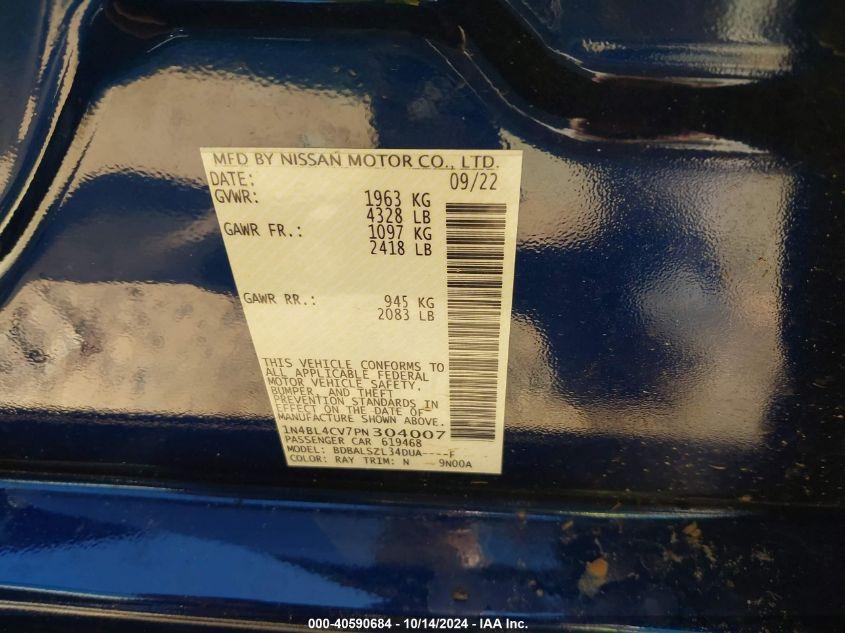 MFD BY NISSAN MOTOR CO., LTD.
DATE: 09/22
GVWR: 1963 KG
4328 LB
GAWR FR.: 1097 KG
2418 LB
GAWR RR.: 945 KG
2083 LB
THIS VEHICLE CONFORMS TO
ALL APPLICABLE FEDERAL
MOTOR VEHICLE SAFETY,
BUMPER, AND THEFT
PREVENTION STANDARDS IN
EFFECT ON THE DATE OF
MANUFACTURE SHOWN ABOVE.
1N4BL4CV7PN304007
PASSENGER CAR 619468
MODEL: BDBALSZL34DUA----F
COLOR: RAY TRIM: N 9N00A
000-40590684 - 10/14/2024 - IAA Inc.